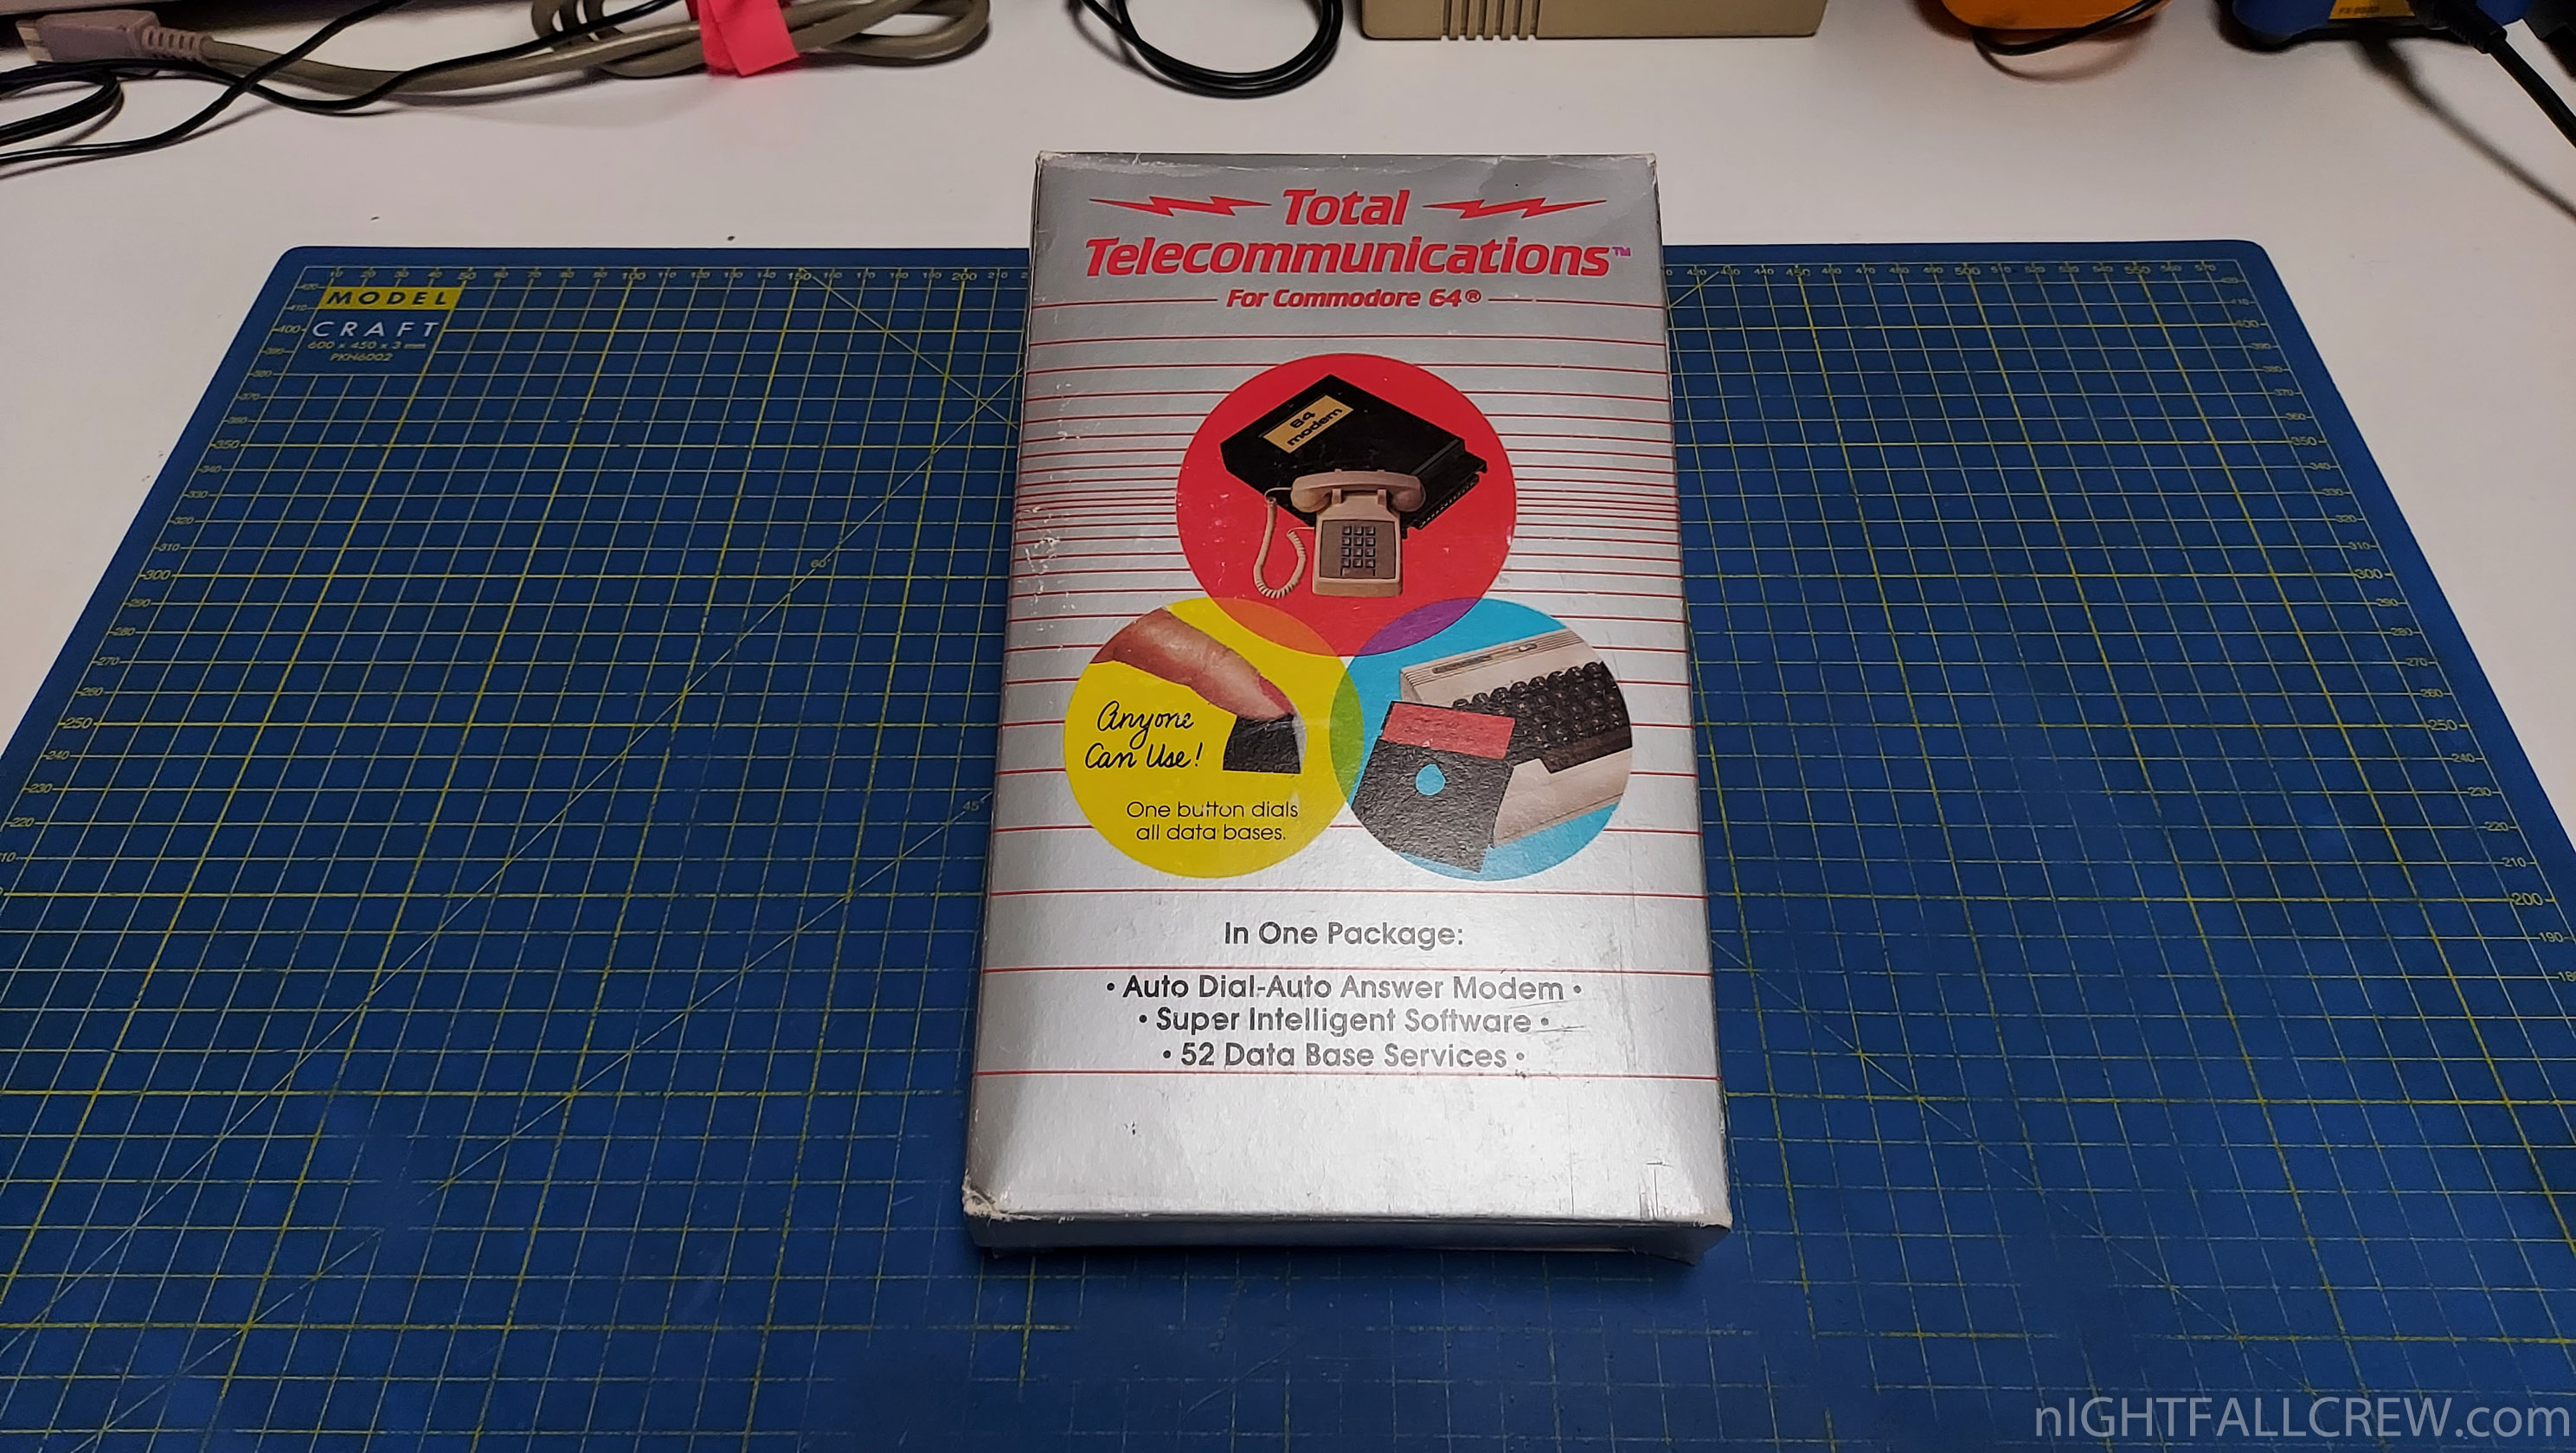 MODEL
CRAFT
600 x 450 x 3 mm
PKN6002
Total
Telecommunications™
For Commodore 64®
64
modem
Anyone
Can Use!
One button dials
all data bases.
In One Package:
• Auto Dial-Auto Answer Modem •
• Super Intelligent Software •
• 52 Data Base Services •
nIGHTFALLCREW.com